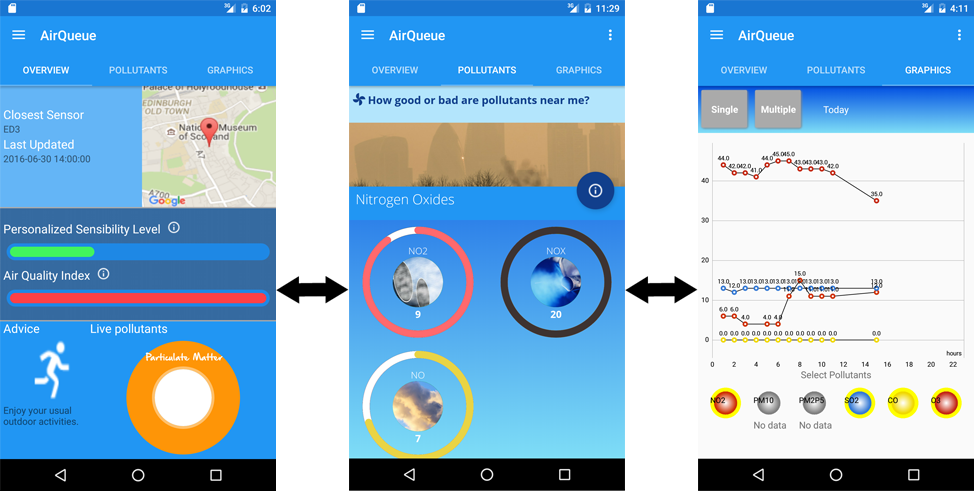 3G 6:02
AirQueue
OVERVIEW POLLUTANTS GRAPHICS
Closest Sensor
ED3
Last Updated
2016-06-30 14:00:00
Palace of Holyroodhouse
EDINBURGH
OLD TOWN
National Museum
of Scotland
A700
Google
Personalized Sensibility Level
Air Quality Index
Advice Live pollutants
Particulate Matter
Enjoy your usual
outdoor activities.
3G 11:29
AirQueue
OVERVIEW POLLUTANTS GRAPHICS
How good or bad are pollutants near me?
Nitrogen Oxides
NO2
9
NOX
20
NO
7
3G 4:11
AirQueue
OVERVIEW POLLUTANTS GRAPHICS
Single Multiple Today
44.0 42.0 42.0 41.0 44.0 45.0 45.0 43.0 43.0 43.0 42.0 35.0
40
30
20
13.0 12.0 13.0 13.0 13.0 13.0 13.0 15.0 13.0 13.0 13.0 13.0
10
6.0 6.0 4.0 4.0 4.0
0.0 0.0 0.0 0.0 0.0 0.0 0.0 0.0 0.0 0.0 0.0 0.0
0
hours
0 2 4 6 8 10 12 14 16 18 20 22
Select Pollutants
NO2 PM10 PM2P5 SO2 CO O3
No data No data